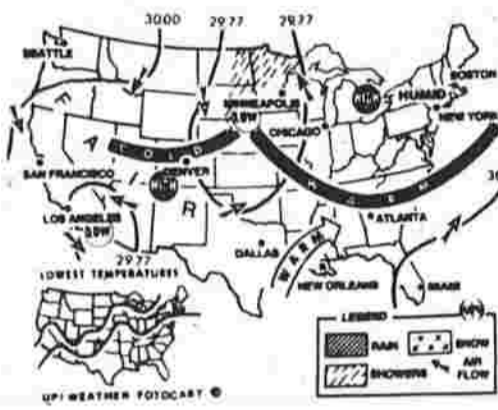 30.00
29.77
29.77
SEATTLE
BOSTON
MINNEAPOLIS
LOW
HIGH
HUMID
NEW YORK
CHICAGO
F A I R
COLD
SAN FRANCISCO
DENVER
HIGH
WARM
LOS ANGELES
LOW
ATLANTA
DALLAS
WARM
29.77
NEW ORLEANS
MIAMI
LOWEST TEMPERATURES
LEGEND
RAIN
SNOW
SHOWERS
AIR
FLOW
UPI WEATHER FOTOCAST ©